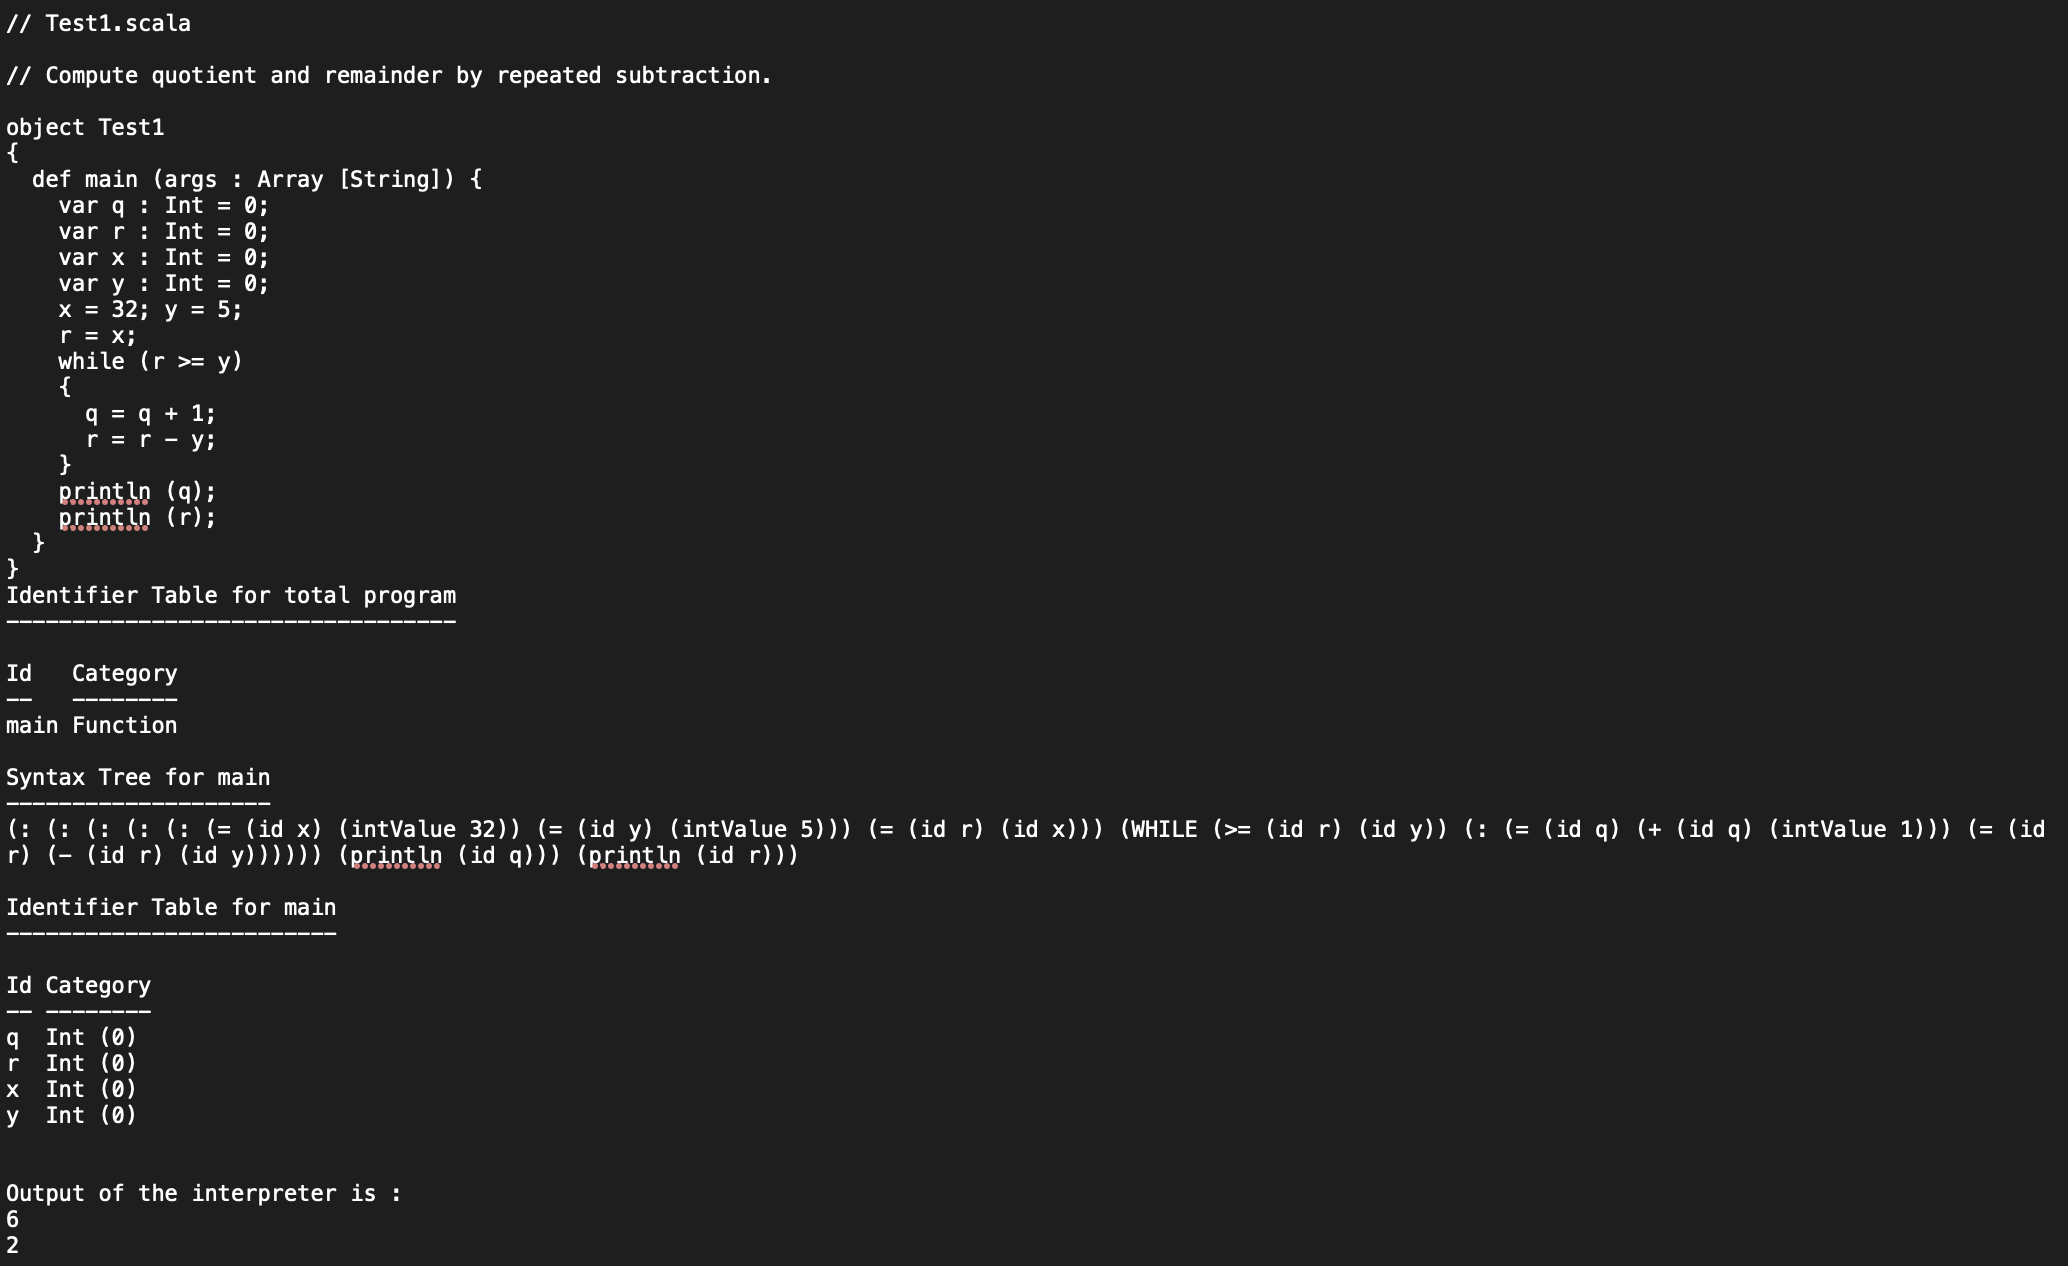 // Test1.scala
// Compute quotient and remainder by repeated subtraction.
object Test1
{
  def main (args : Array [String]) {
    var q : Int = 0;
    var r : Int = 0;
    var x : Int = 0;
    var y : Int = 0;
    x = 32; y = 5;
    r = x;
    while (r >= y)
    {
      q = q + 1;
      r = r - y;
    }
    println (q);
    println (r);
  }
}
Identifier Table for total program
----------------------------------
Id   Category
--   --------
main Function
Syntax Tree for main
--------------------
(: (: (: (: (: (= (id x) (intValue 32)) (= (id y) (intValue 5))) (= (id r) (id x))) (WHILE (>= (id r) (id y)) (: (= (id q) (+ (id q) (intValue 1))) (= (id
r) (- (id r) (id y)))))) (println (id q))) (println (id r)))
Identifier Table for main
-------------------------
Id Category
-- --------
q  Int (0)
r  Int (0)
x  Int (0)
y  Int (0)
Output of the interpreter is :
6
2